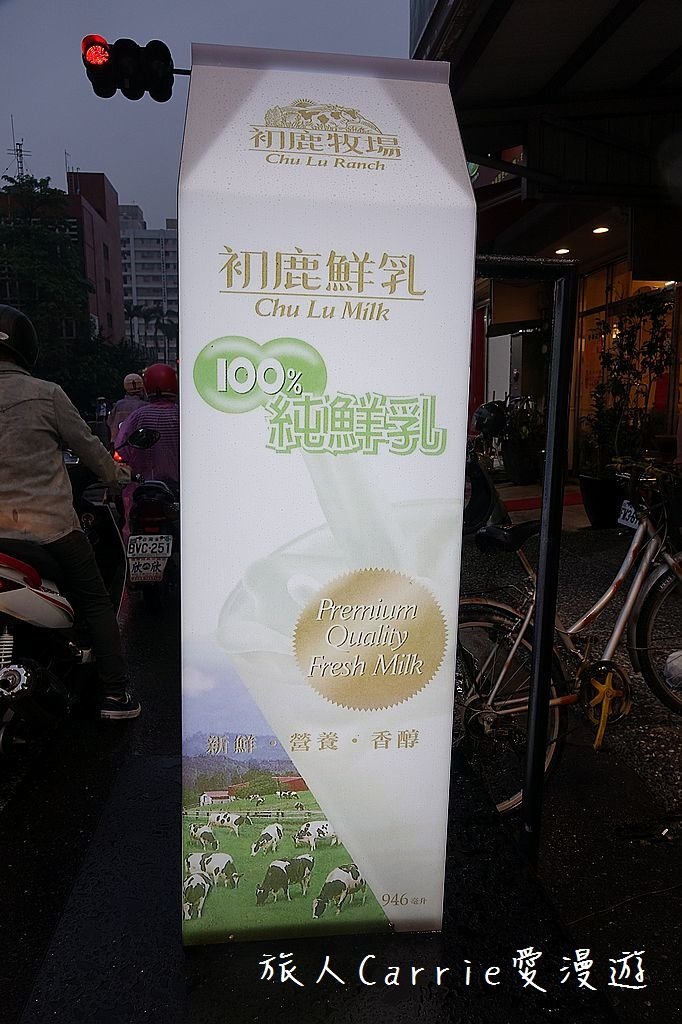 初鹿牧場
Chu Lu Ranch
初鹿鮮乳
Chu Lu Milk
100%
純鮮乳
Premium
Quality
Fresh Milk
新鮮・營養・香醇
946毫升
BVC-251
欣 欣
旅人Carrie愛漫遊